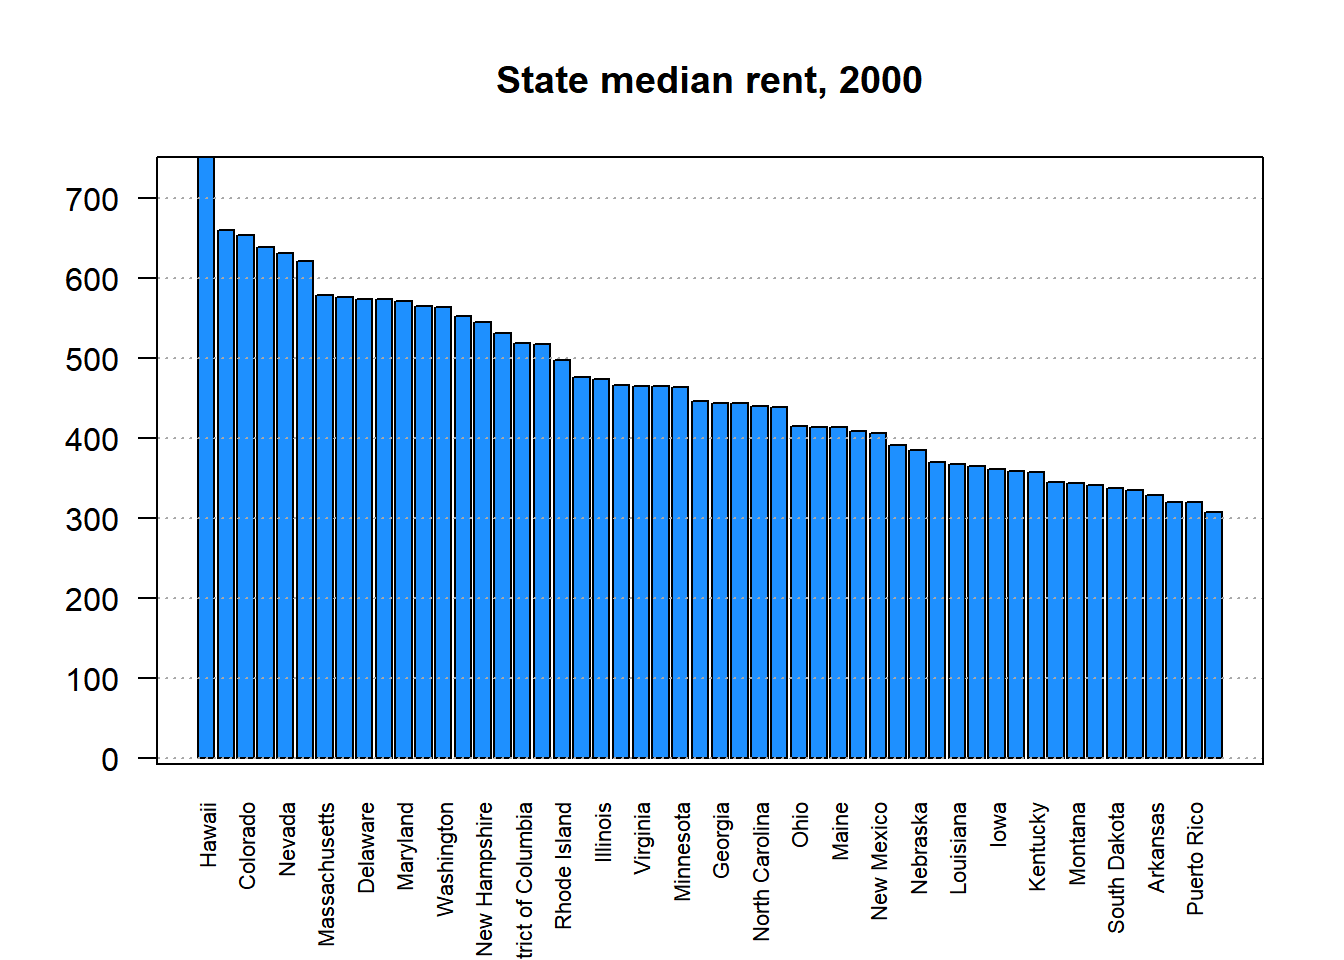 State median rent, 2000
700
600
500
400
300
200
100
0
Hawaii
Colorado
Nevada
Massachusetts
Delaware
Maryland
Washington
New Hampshire
trict of Columbia
Rhode Island
Illinois
Virginia
Minnesota
Georgia
North Carolina
Ohio
Maine
New Mexico
Nebraska
Louisiana
Iowa
Kentucky
Montana
South Dakota
Arkansas
Puerto Rico